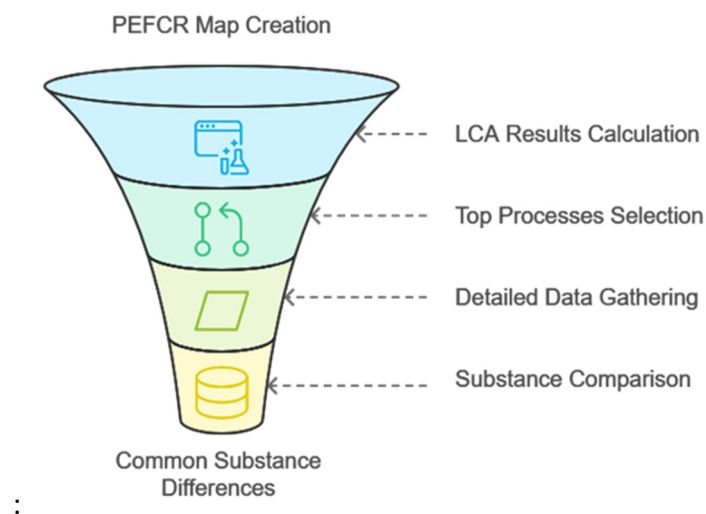 PEFCR Map Creation
LCA Results Calculation
Top Processes Selection
Detailed Data Gathering
Substance Comparison
Common Substance
Differences
: